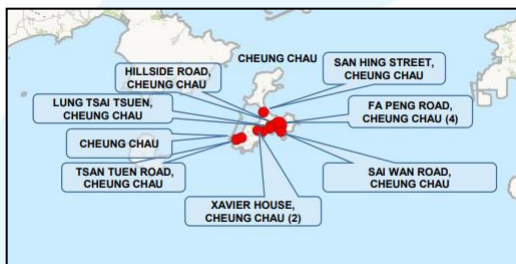 CHEUNG CHAU
HILLSIDE ROAD,
CHEUNG CHAU
SAN HING STREET,
CHEUNG CHAU
LUNG TSAI TSUEN,
CHEUNG CHAU
FA PENG ROAD,
CHEUNG CHAU (4)
CHEUNG CHAU
TSAN TUEN ROAD,
CHEUNG CHAU
SAI WAN ROAD,
CHEUNG CHAU
XAVIER HOUSE,
CHEUNG CHAU (2)